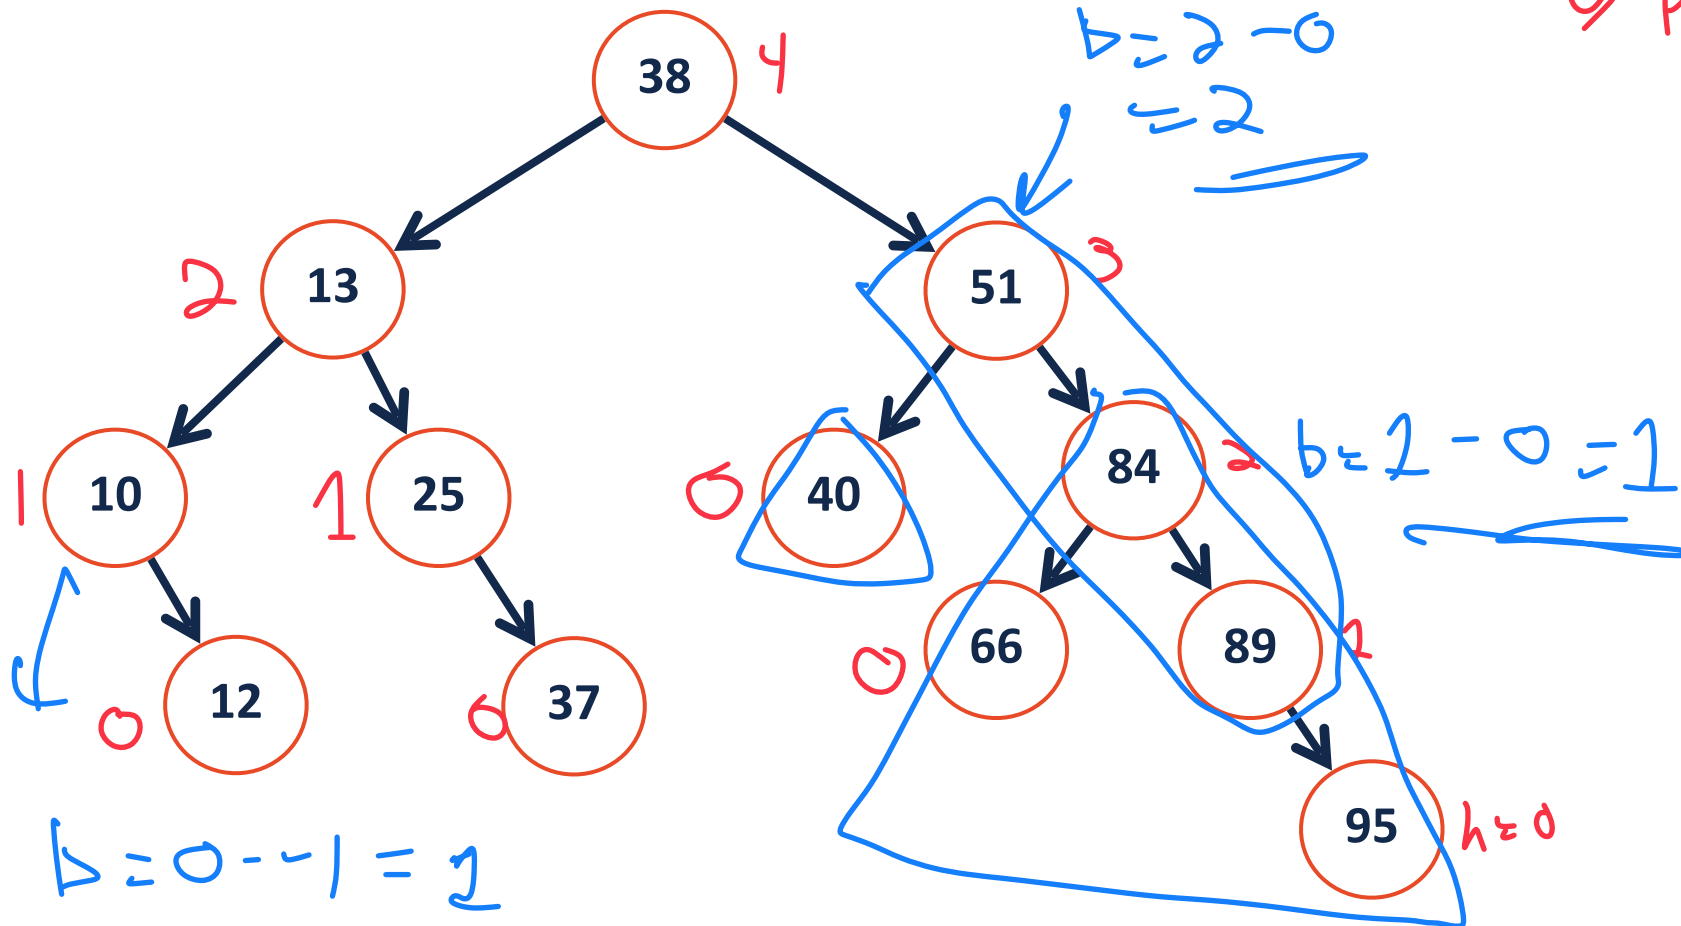 b = 2 - 0
= 2
38 4
2 13 51 3
1 10 1 25 0 40 84 2 b = 1 - 0 = 1
0 66 89 1
0 12 0 37
95 h = 0
b = 0 - -1 = 1